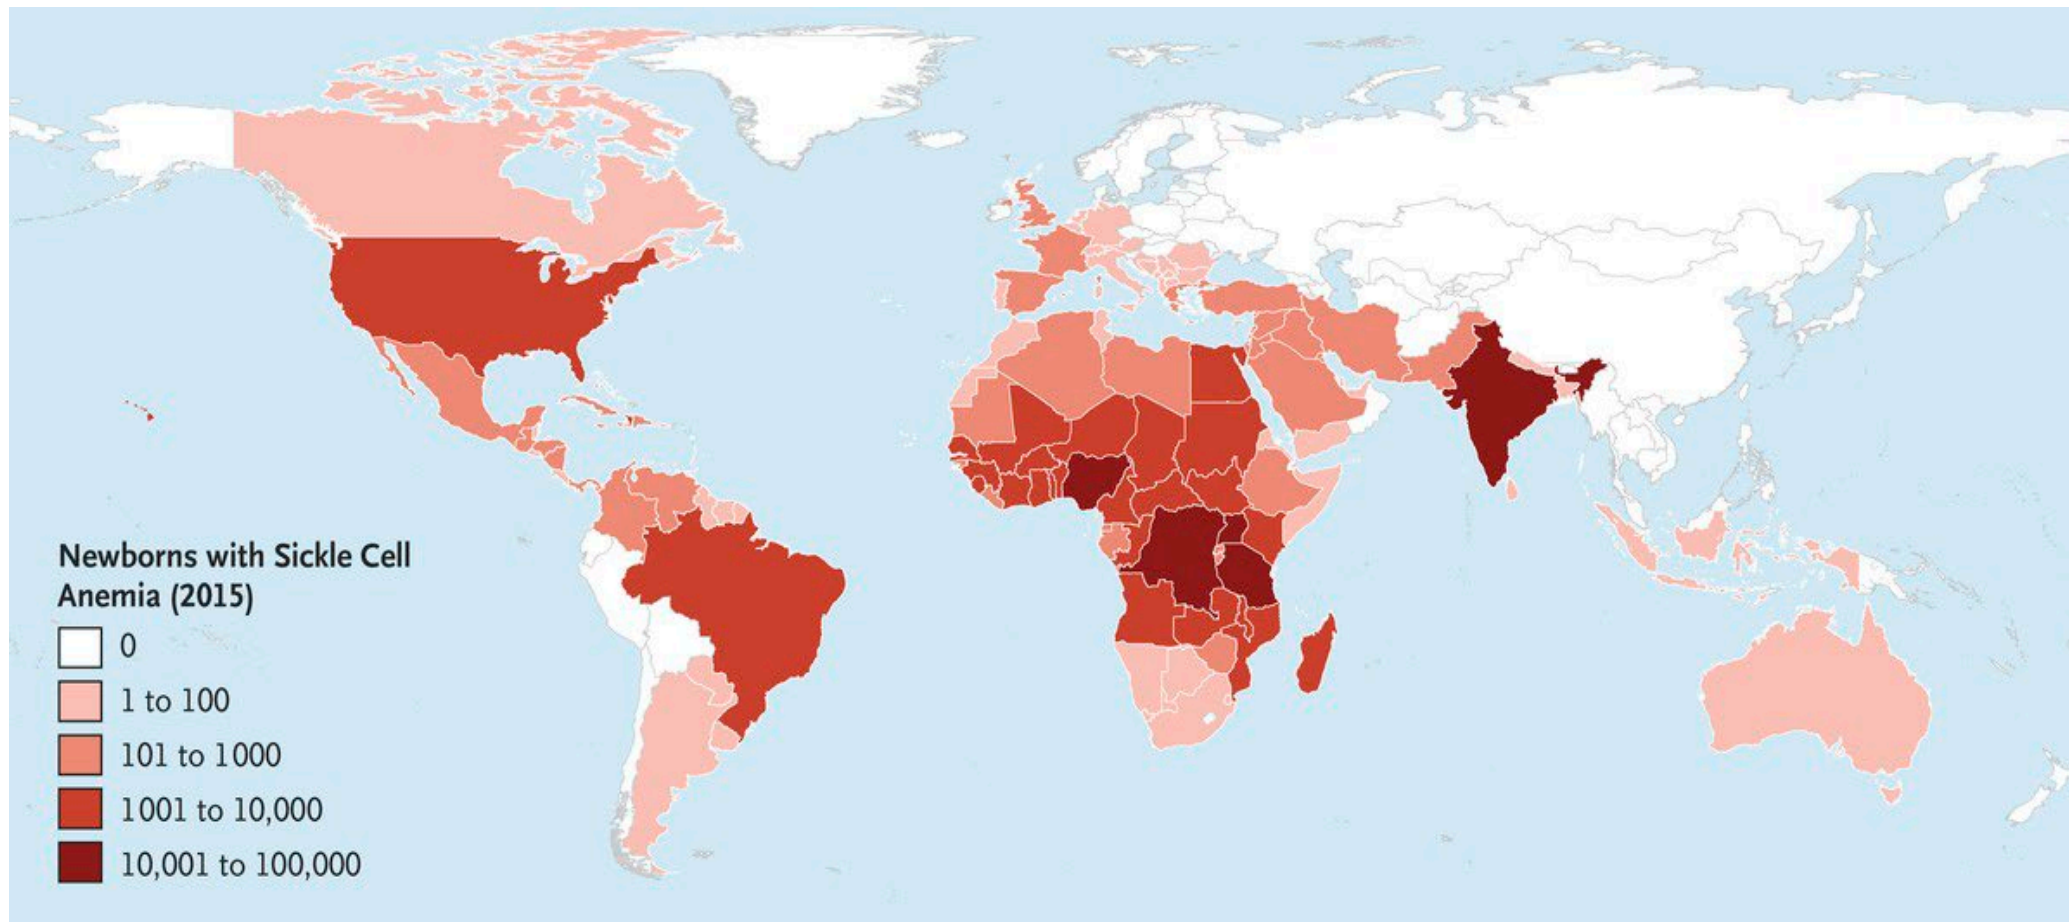 Newborns with Sickle Cell
Anemia (2015)
0
1 to 100
101 to 1000
1001 to 10,000
10,001 to 100,000